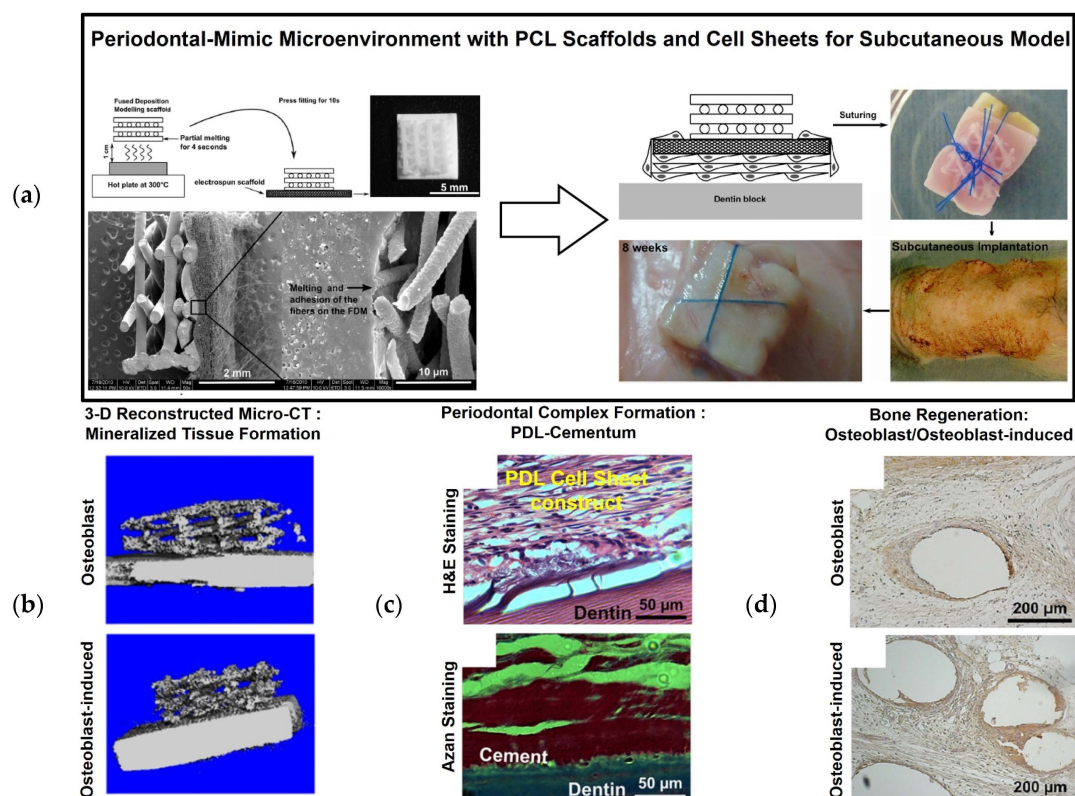 Periodontal-Mimic Microenvironment with PCL Scaffolds and Cell Sheets for Subcutaneous Model
(a)
Fused Deposition
Modelling scaffold
Partial melting
for 4 seconds
1 cm
Hot plate at 300°C
Press fitting for 10s
electrospun scaffold
5 mm
Melting and
adhesion of the
fibers on the FDM
2 mm
10 µm
Suturing
Dentin block
8 weeks
Subcutaneous Implantation
3-D Reconstructed Micro-CT :
Mineralized Tissue Formation
(b)
Osteoblast
Osteoblast-induced
Periodontal Complex Formation :
PDL-Cementum
(c)
H&E Staining
PDL Cell Sheet
construct
Dentin
50 µm
Azan Staining
Cement
Dentin
50 µm
Bone Regeneration:
Osteoblast/Osteoblast-induced
(d)
Osteoblast
200 µm
Osteoblast-induced
200 µm